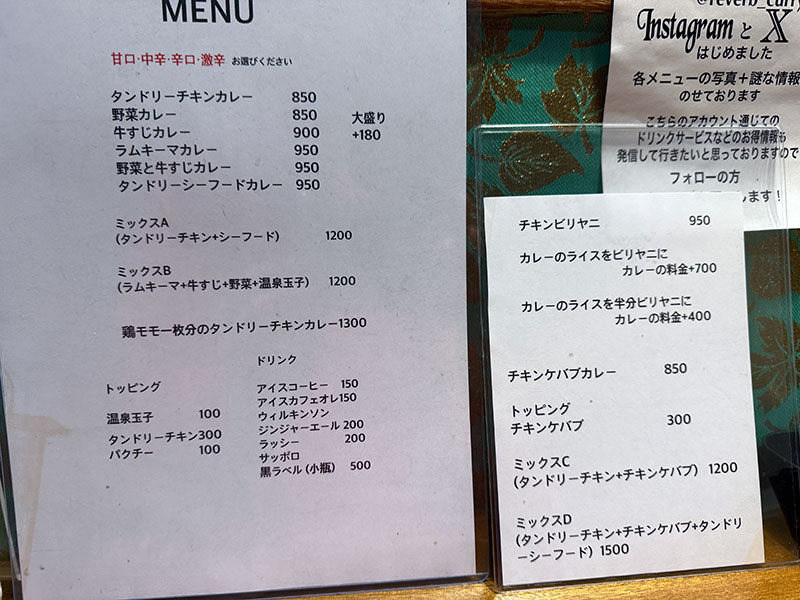 MENU
甘口・中辛・辛口・激辛 お選びください
タンドリーチキンカレー 850
野菜カレー 850
牛すじカレー 900
ラムキーマカレー 950
野菜と牛すじカレー 950
タンドリーシーフードカレー 950
大盛り
+180
ミックスA
(タンドリーチキン+シーフード) 1200
ミックスB
(ラムキーマ+牛すじ+野菜+温泉玉子) 1200
鶏モモ一枚分のタンドリーチキンカレー1300
トッピング
温泉玉子 100
タンドリーチキン300
パクチー 100
ドリンク
アイスコーヒー 150
アイスカフェオレ150
ウィルキンソン
ジンジャーエール 200
ラッシー 200
サッポロ
黒ラベル(小瓶) 500
@reverb_curry
Instagram と X
はじめました
各メニューの写真+謎な情報
のせております
こちらのアカウント通じての
ドリンクサービスなどのお得情報も
発信して行きたいと思っておりますので
フォローの方
します!
チキンビリヤニ 950
カレーのライスをビリヤニに
カレーの料金+700
カレーのライスを半分ビリヤニに
カレーの料金+400
チキンケバブカレー 850
トッピング
チキンケバブ 300
ミックスC
(タンドリーチキン+チキンケバブ) 1200
ミックスD
(タンドリーチキン+チキンケバブ+タンドリ
ーシーフード) 1500